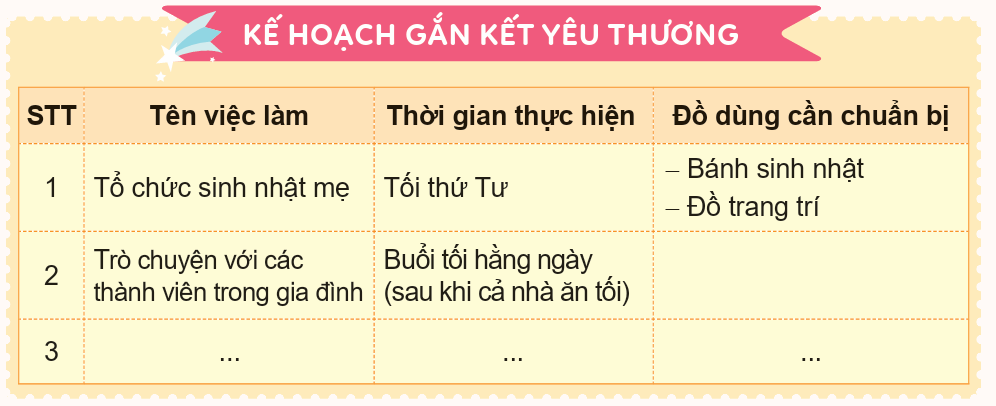 KẾ HOẠCH GẮN KẾT YÊU THƯƠNG
STT Tên việc làm Thời gian thực hiện Đồ dùng cần chuẩn bị
1 Tổ chức sinh nhật mẹ Tối thứ Tư – Bánh sinh nhật
– Đồ trang trí
2 Trò chuyện với các Buổi tối hằng ngày
thành viên trong gia đình (sau khi cả nhà ăn tối)
3 ... ... ...